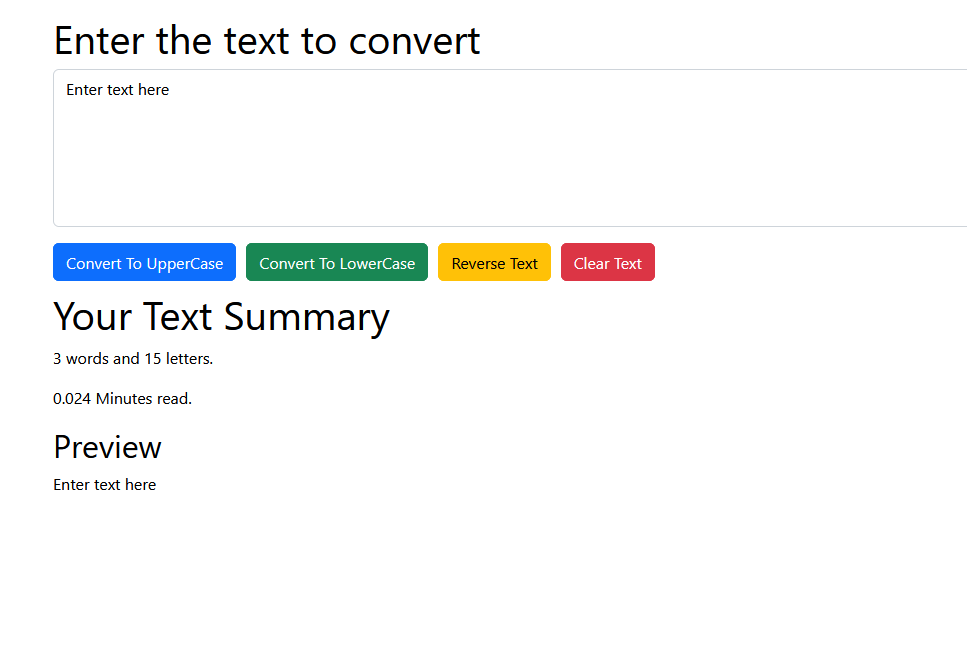 Enter the text to convert
Enter text here
Convert To UpperCase Convert To LowerCase Reverse Text Clear Text
Your Text Summary
3 words and 15 letters.
0.024 Minutes read.
Preview
Enter text here